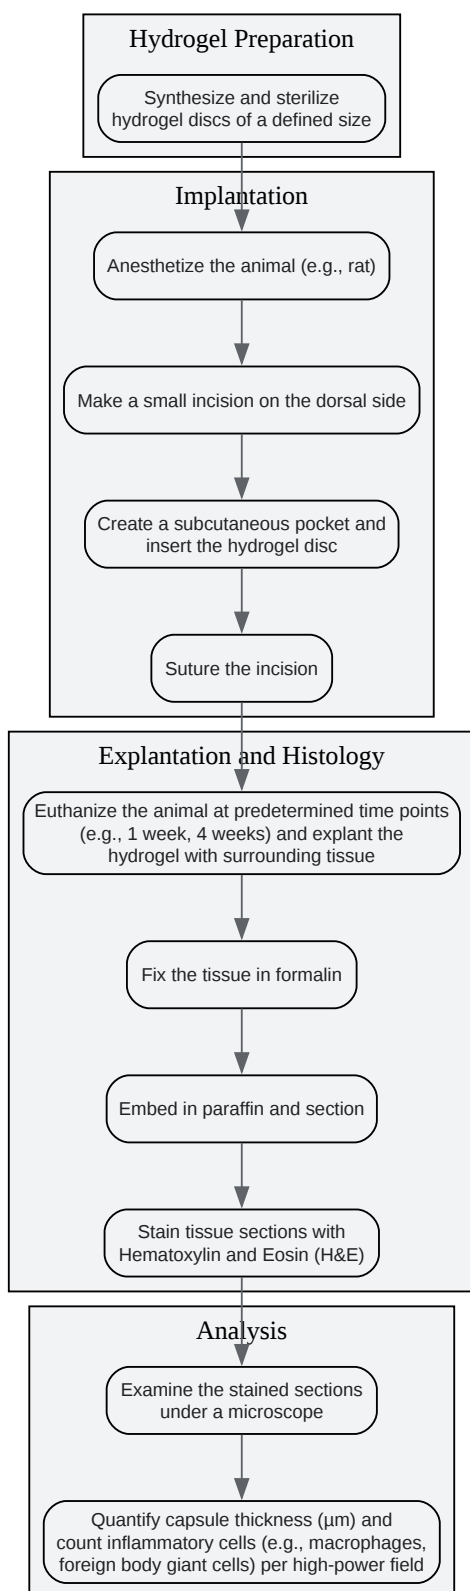 Hydrogel Preparation
Synthesize and sterilize
hydrogel discs of a defined size
Implantation
Anesthetize the animal (e.g., rat)
Make a small incision on the dorsal side
Create a subcutaneous pocket and
insert the hydrogel disc
Suture the incision
Explantation and Histology
Euthanize the animal at predetermined time points
(e.g., 1 week, 4 weeks) and explant the
hydrogel with surrounding tissue
Fix the tissue in formalin
Embed in paraffin and section
Stain tissue sections with
Hematoxylin and Eosin (H&E)
Analysis
Examine the stained sections
under a microscope
Quantify capsule thickness (µm) and
count inflammatory cells (e.g., macrophages,
foreign body giant cells) per high-power field